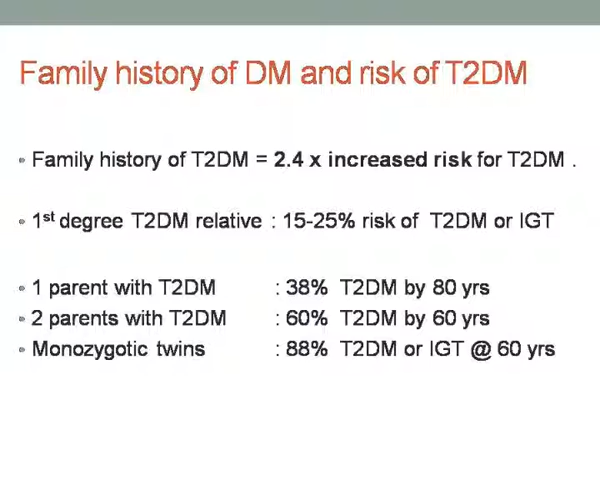 Family history of DM and risk of T2DM
• Family history of T2DM = 2.4 x increased risk for T2DM .
• 1st degree T2DM relative : 15-25% risk of T2DM or IGT
• 1 parent with T2DM : 38% T2DM by 80 yrs
• 2 parents with T2DM : 60% T2DM by 60 yrs
• Monozygotic twins : 88% T2DM or IGT @ 60 yrs